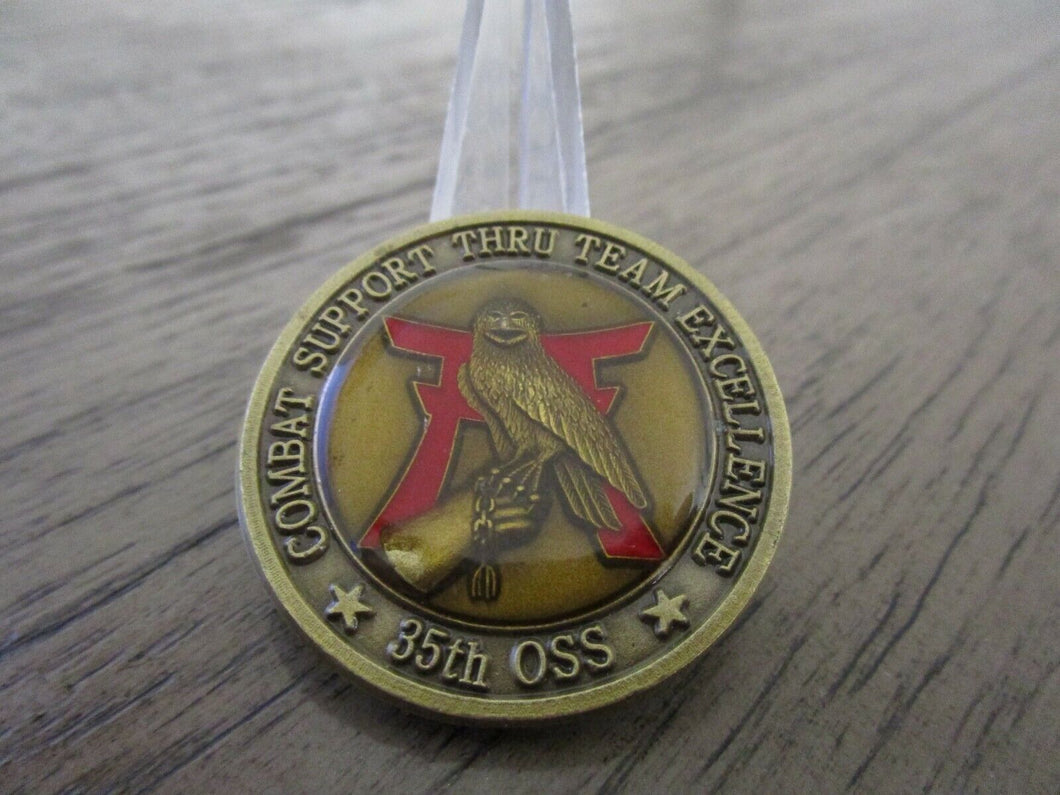 COMBAT SUPPORT THRU TEAM EXCELLENCE
35th OSS